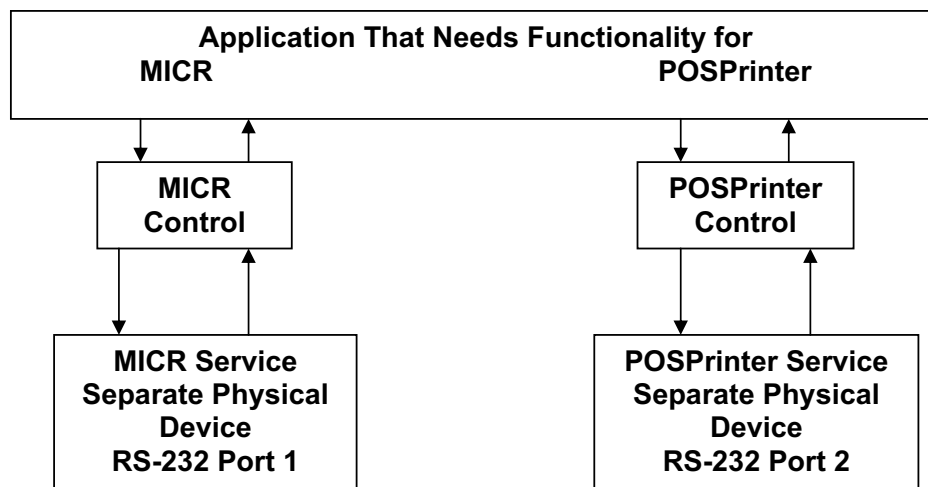 Application That Needs Functionality for
MICR POSPrinter
MICR
Control
POSPrinter
Control
MICR Service
Separate Physical
Device
RS-232 Port 1
POSPrinter Service
Separate Physical
Device
RS-232 Port 2